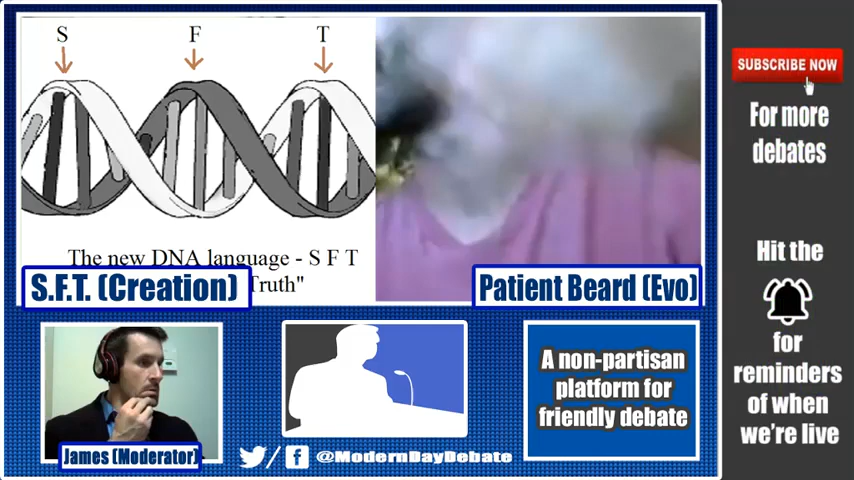 S F T
The new DNA language - S F T
Truth"
S.F.T. (Creation)
Patient Beard (Evo)
James (Moderator)
@ModernDayDebate
A non-partisan
platform for
friendly debate
SUBSCRIBE NOW
For more
debates
Hit the
for
reminders
of when
we're live